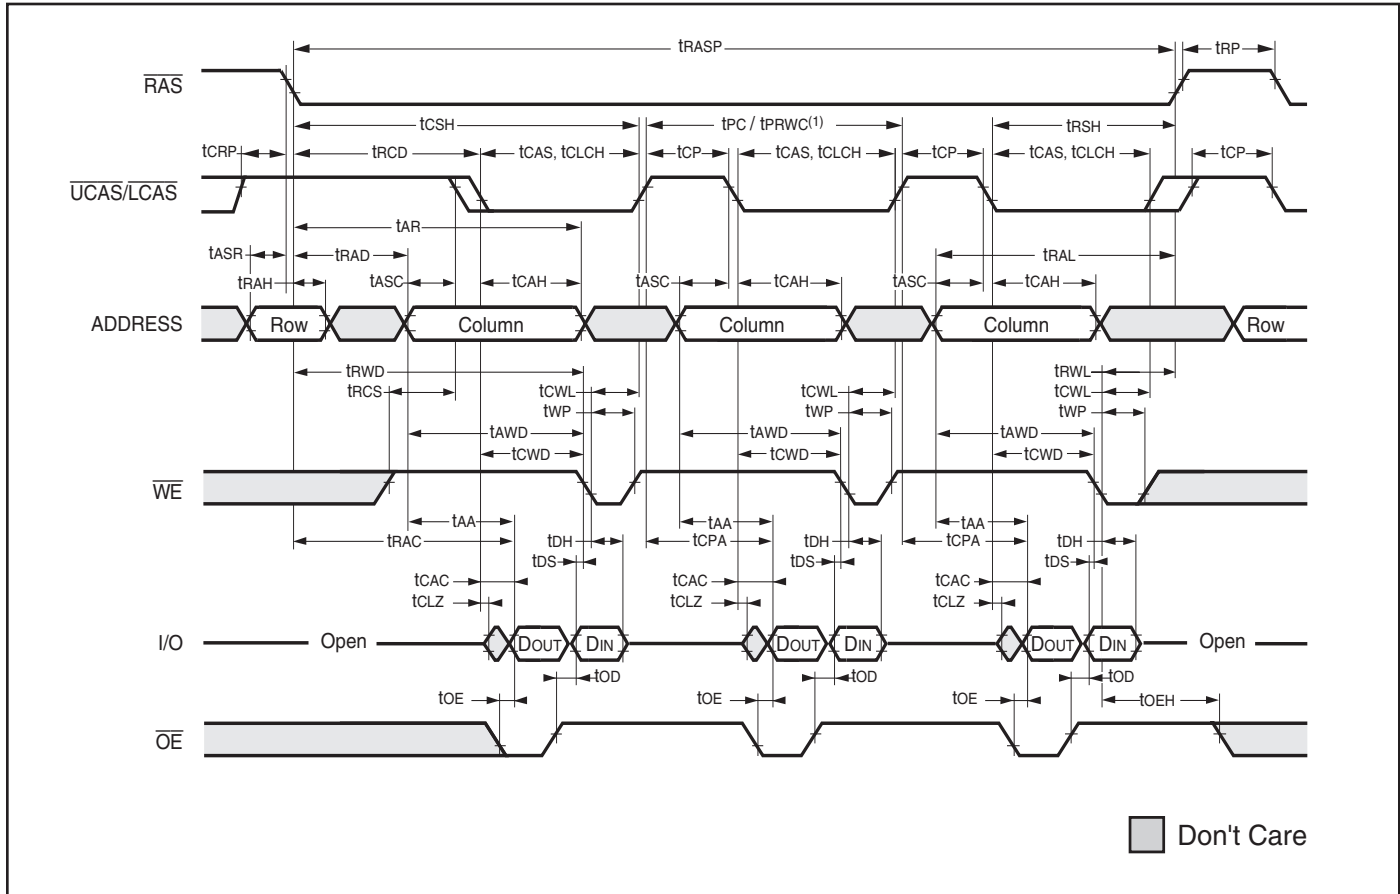 tRASP tRP
RAS
tCSH tPC / tPRWC(1) tRSH
tCRP tRCD tCAS, tCLCH tCP tCAS, tCLCH tCP tCAS, tCLCH tCP
UCAS/LCAS
tAR
tASR tRAD tRAL
tRAH tASC tCAH tASC tCAH tASC tCAH
ADDRESS Row Column Column Column Row
tRWD tRWL
tRCS tCWL tCWL tCWL
tWP tWP tWP
tAWD tAWD tAWD
tCWD tCWD tCWD
WE
tAA tAA tAA
tRAC tDH tCPA tDH tCPA tDH
tDS tDS tDS
tCAC tCAC tCAC
tCLZ tCLZ tCLZ
I/O Open DOUT DIN DOUT DIN DOUT DIN Open
tOD tOD tOD
tOE tOE tOE tOEH
OE
Don't Care